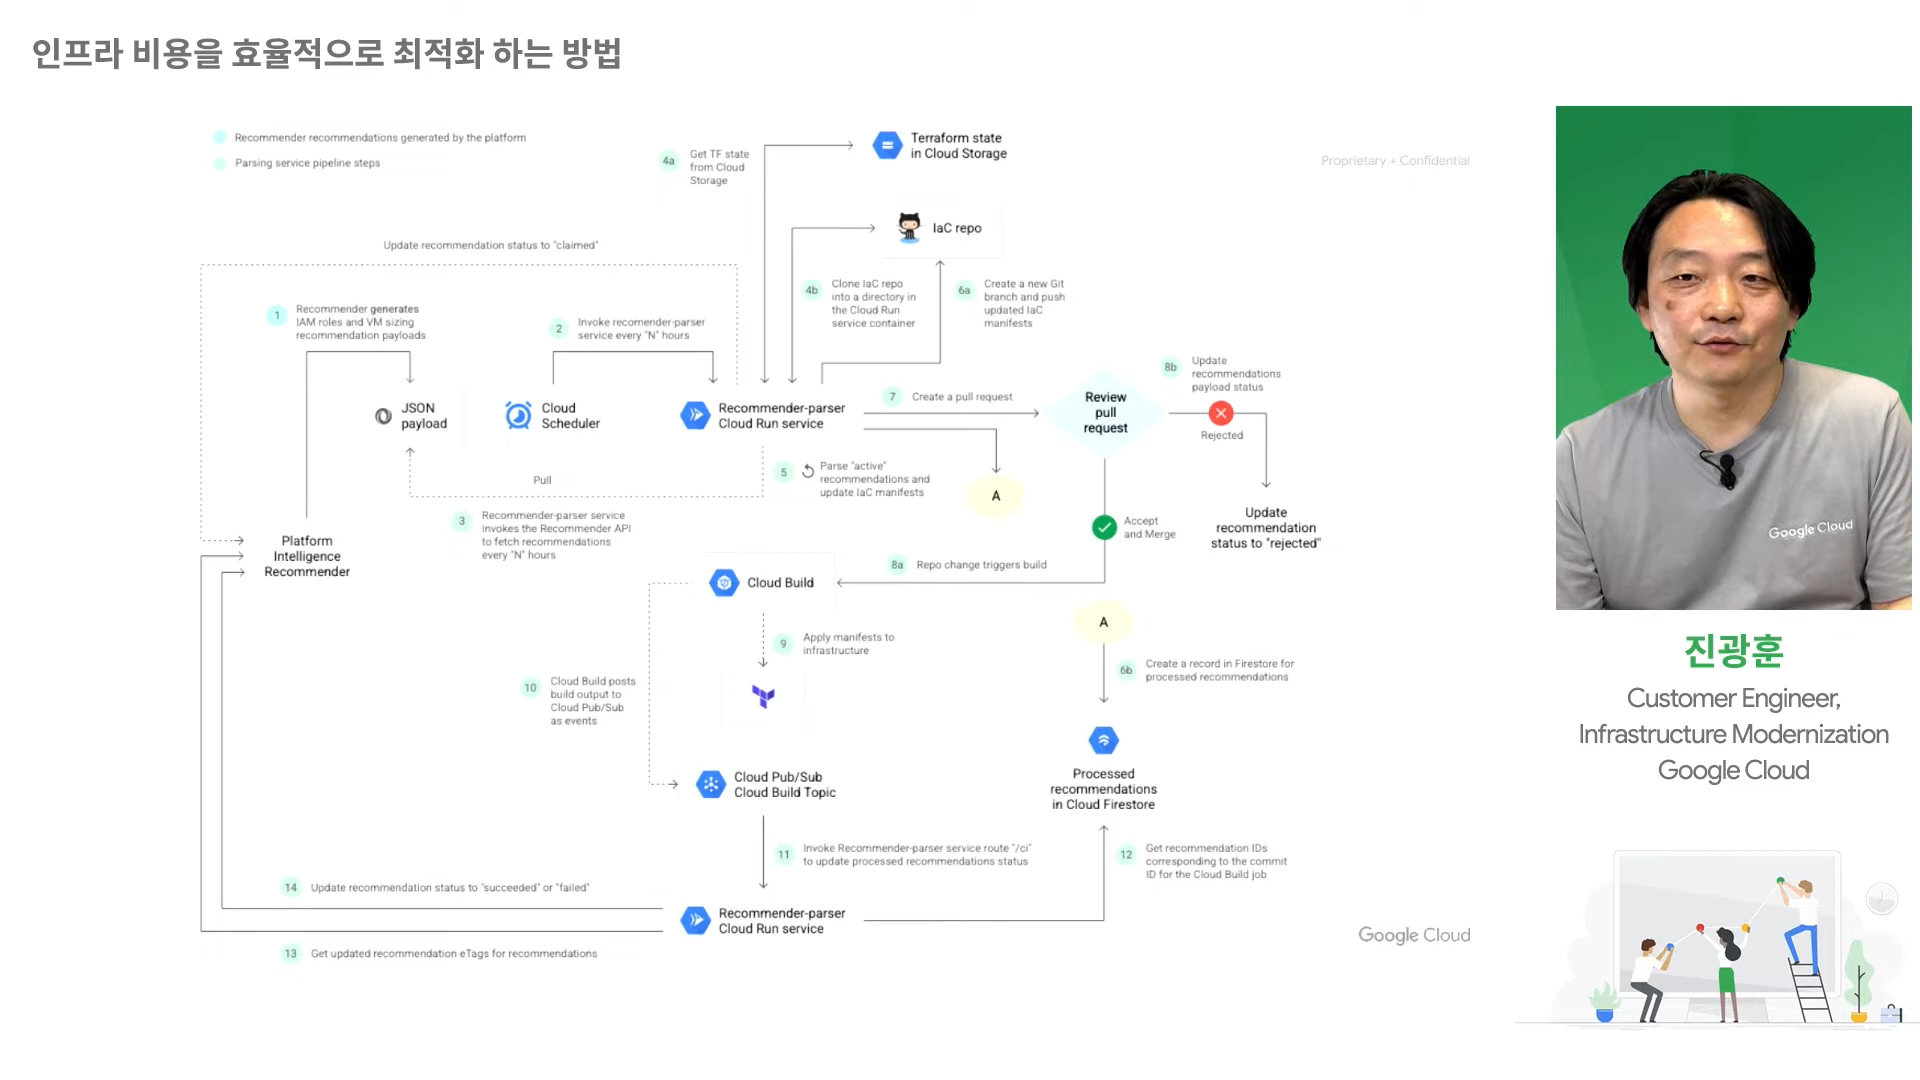 인프라 비용을 효율적으로 최적화 하는 방법
Recommender recommendations generated by the platform
Parsing service pipeline steps
Proprietary + Confidential
4a
Get TF state
from Cloud
Storage
Terraform state
in Cloud Storage
IaC repo
Update recommendation status to "claimed"
1
Recommender generates
IAM roles and VM sizing
recommendation payloads
2
Invoke recomender-parser
service every "N" hours
4b
Clone IaC repo
into a directory in
the Cloud Run
service container
6a
Create a new Git
branch and push
updated IaC
manifests
JSON
payload
Cloud
Scheduler
Recommender-parser
Cloud Run service
7
Create a pull request
Review
pull
request
8b
Update
recommendations
payload status
Rejected
Update
recommendation
status to "rejected"
Pull
5
Parse "active"
recommendations and
update IaC manifests
A
3
Recommender-parser service
invokes the Recommender API
to fetch recommendations
every "N" hours
Platform
Intelligence
Recommender
Accept
and Merge
8a
Repo change triggers build
Cloud Build
9
Apply manifests to
infrastructure
A
6b
Create a record in Firestore for
processed recommendations
10
Cloud Build posts
build output to
Cloud Pub/Sub
as events
Cloud Pub/Sub
Cloud Build Topic
Processed
recommendations
in Cloud Firestore
11
Invoke Recommender-parser service route "/ci"
to update processed recommendations status
12
Get recommendation IDs
corresponding to the commit
ID for the Cloud Build job
14
Update recommendation status to "succeeded" or "failed"
Recommender-parser
Cloud Run service
13
Get updated recommendation eTags for recommendations
Google Cloud
Google Cloud
진광훈
Customer Engineer,
Infrastructure Modernization
Google Cloud